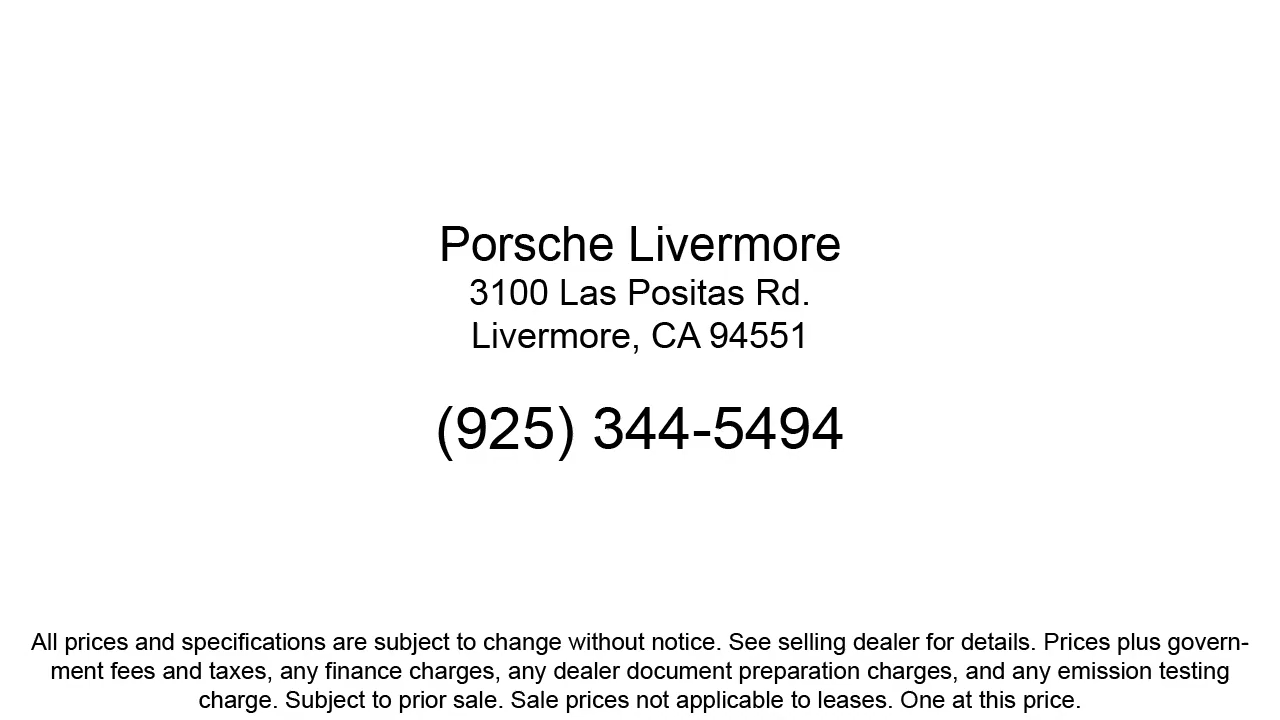 Porsche Livermore
3100 Las Positas Rd.
Livermore, CA 94551
(925) 344-5494
All prices and specifications are subject to change without notice. See selling dealer for details. Prices plus govern-
ment fees and taxes, any finance charges, any dealer document preparation charges, and any emission testing
charge. Subject to prior sale. Sale prices not applicable to leases. One at this price.